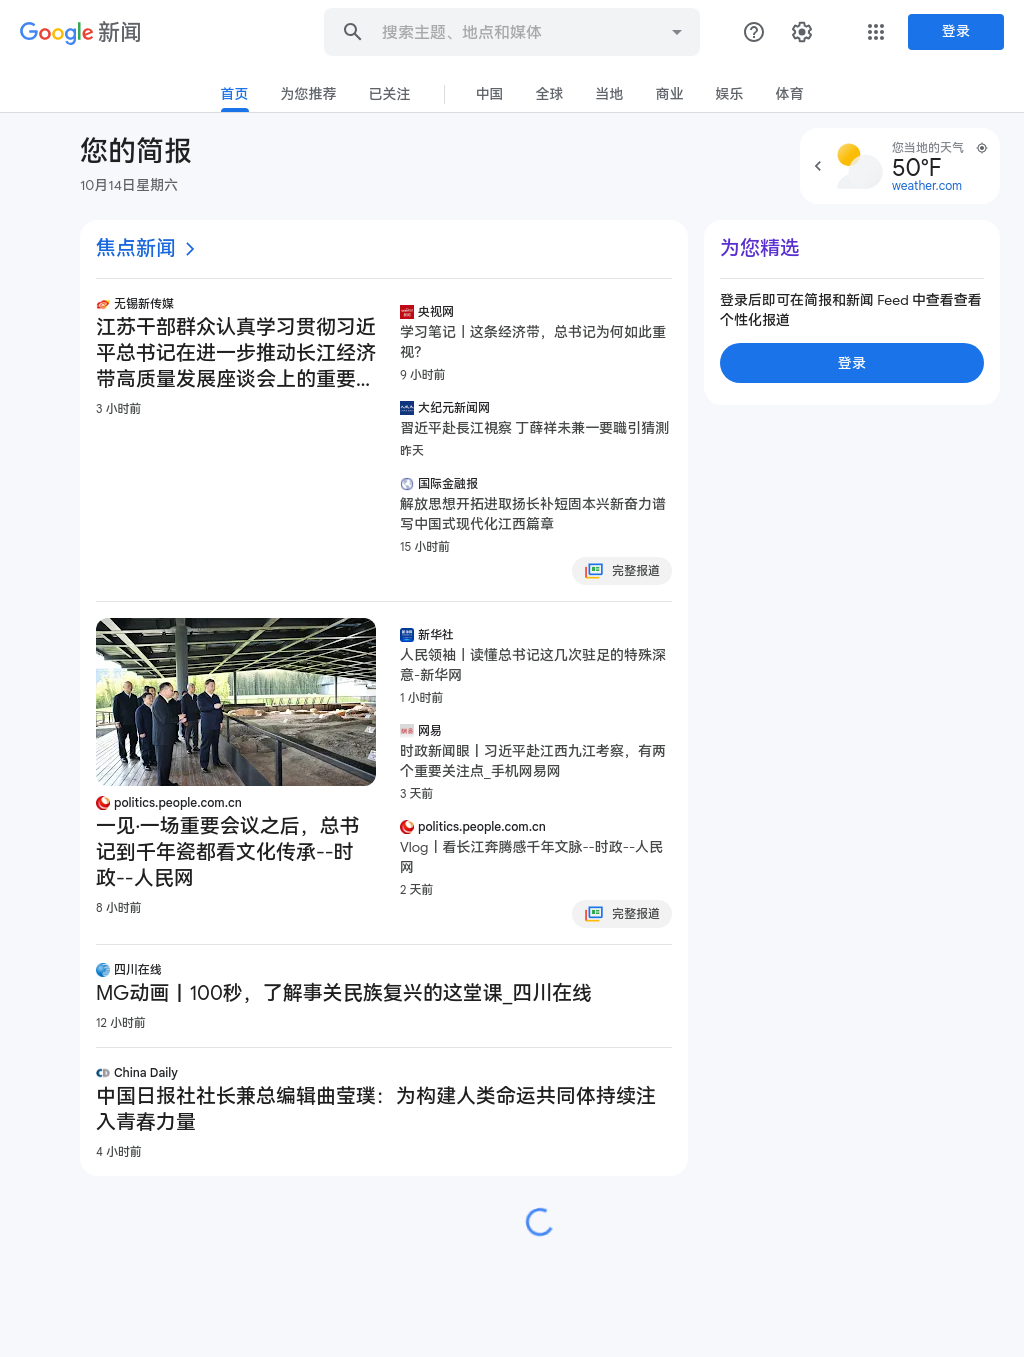 Google 新闻
搜索主题、地点和媒体
登录
首页 为您推荐 已关注 中国 全球 当地 商业 娱乐 体育
您的简报
10月14日星期六
您当地的天气
50°F
weather.com
焦点新闻
无锡新传媒
江苏干部群众认真学习贯彻习近
平总书记在进一步推动长江经济
带高质量发展座谈会上的重要...
3 小时前
央视网
学习笔记丨这条经济带，总书记为何如此重
视？
9 小时前
大纪元新闻网
習近平赴長江視察 丁薛祥未兼一要職引猜測
昨天
国际金融报
解放思想开拓进取扬长补短固本兴新奋力谱
写中国式现代化江西篇章
15 小时前
完整报道
为您精选
登录后即可在简报和新闻 Feed 中查看查看
个性化报道
登录
politics.people.com.cn
一见·一场重要会议之后，总书
记到千年瓷都看文化传承--时
政--人民网
8 小时前
新华社
人民领袖丨读懂总书记这几次驻足的特殊深
意-新华网
1 小时前
网易
时政新闻眼丨习近平赴江西九江考察，有两
个重要关注点_手机网易网
3 天前
politics.people.com.cn
Vlog丨看长江奔腾感千年文脉--时政--人民
网
2 天前
完整报道
四川在线
MG动画丨100秒，了解事关民族复兴的这堂课_四川在线
12 小时前
China Daily
中国日报社社长兼总编辑曲莹璞：为构建人类命运共同体持续注
入青春力量
4 小时前